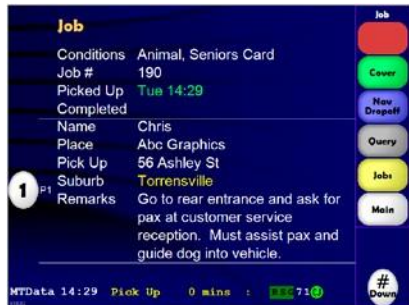 Job
Job
Conditions Animal, Seniors Card
Job # 190
Picked Up Tue 14:29
Completed
Name Chris
Place Abc Graphics
Pick Up 56 Ashley St
1 P1 Suburb Torrensville
Remarks Go to rear entrance and ask for
pax at customer service
reception. Must assist pax and
guide dog into vehicle.
Cover
Nav
Dropoff
Query
Jobs
Main
#
Down
MTData 14:29 Pick Up 0 mins : 71